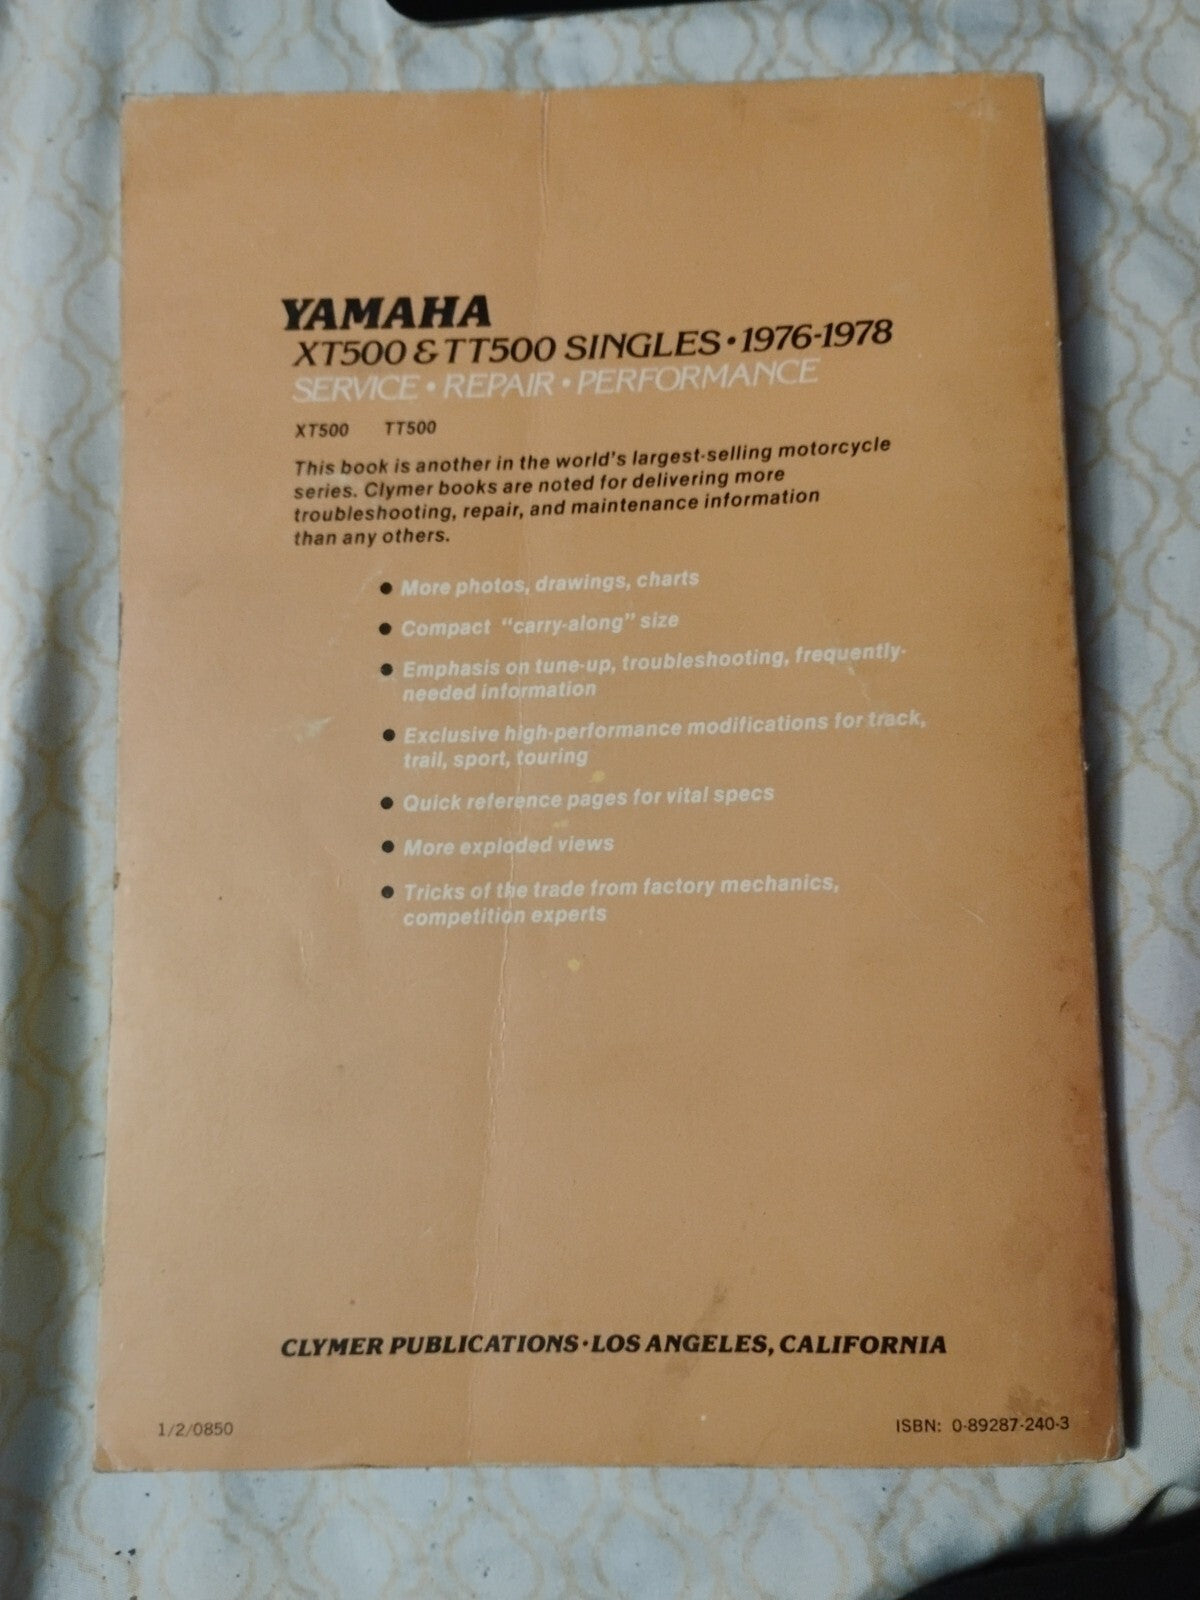 YAMAHA
XT500 & TT500 SINGLES • 1976-1978
SERVICE • REPAIR • PERFORMANCE
XT500 TT500
This book is another in the world's largest-selling motorcycle
series. Clymer books are noted for delivering more
troubleshooting, repair, and maintenance information
than any others.
● More photos, drawings, charts
● Compact "carry-along" size
● Emphasis on tune-up, troubleshooting, frequently-
needed information
● Exclusive high-performance modifications for track,
trail, sport, touring
● Quick reference pages for vital specs
● More exploded views
● Tricks of the trade from factory mechanics,
competition experts
CLYMER PUBLICATIONS • LOS ANGELES, CALIFORNIA
1/2/0850
ISBN: 0-89287-240-3